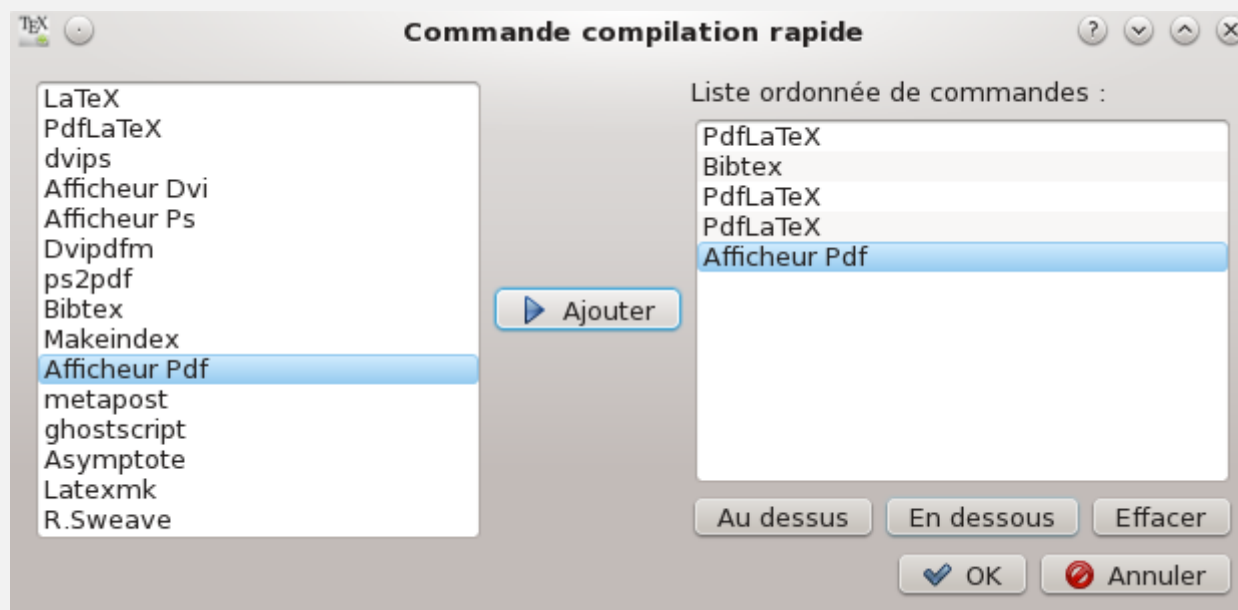 TEX
Commande compilation rapide
LaTeX
PdfLaTeX
dvips
Afficheur Dvi
Afficheur Ps
Dvipdfm
ps2pdf
Bibtex
Makeindex
Afficheur Pdf
metapost
ghostscript
Asymptote
Latexmk
R.Sweave
Ajouter
Liste ordonnée de commandes :
PdfLaTeX
Bibtex
PdfLaTeX
PdfLaTeX
Afficheur Pdf
Au dessus En dessous Effacer
OK Annuler